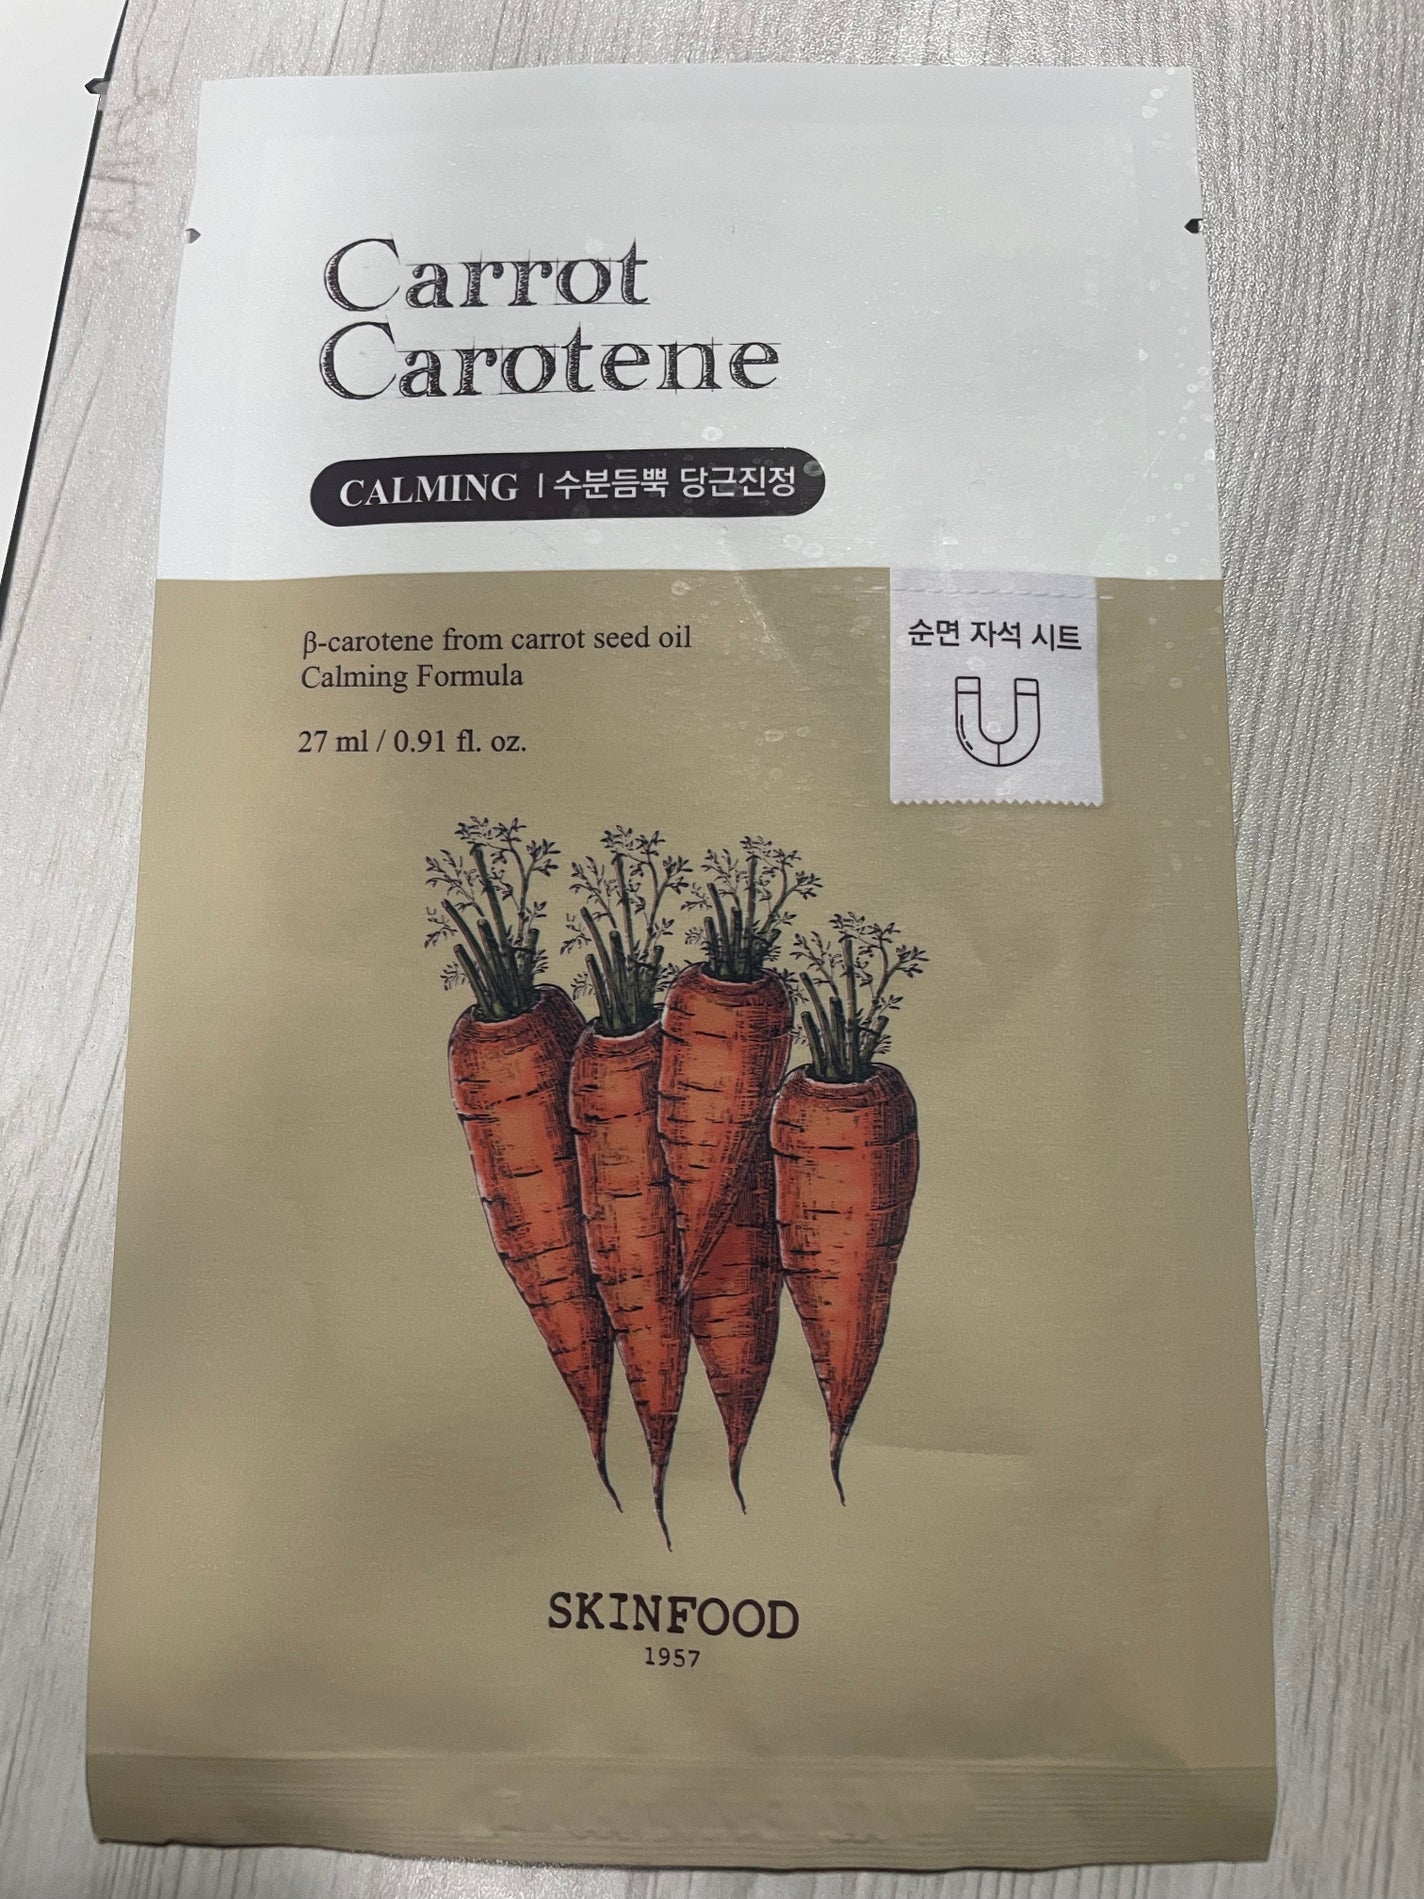 Carrot
Carotene
CALMING | 수분듬뿍 당근진정
β-carotene from carrot seed oil
Calming Formula
27 ml / 0.91 fl. oz.
순면 자석 시트
SKINFOOD
1957